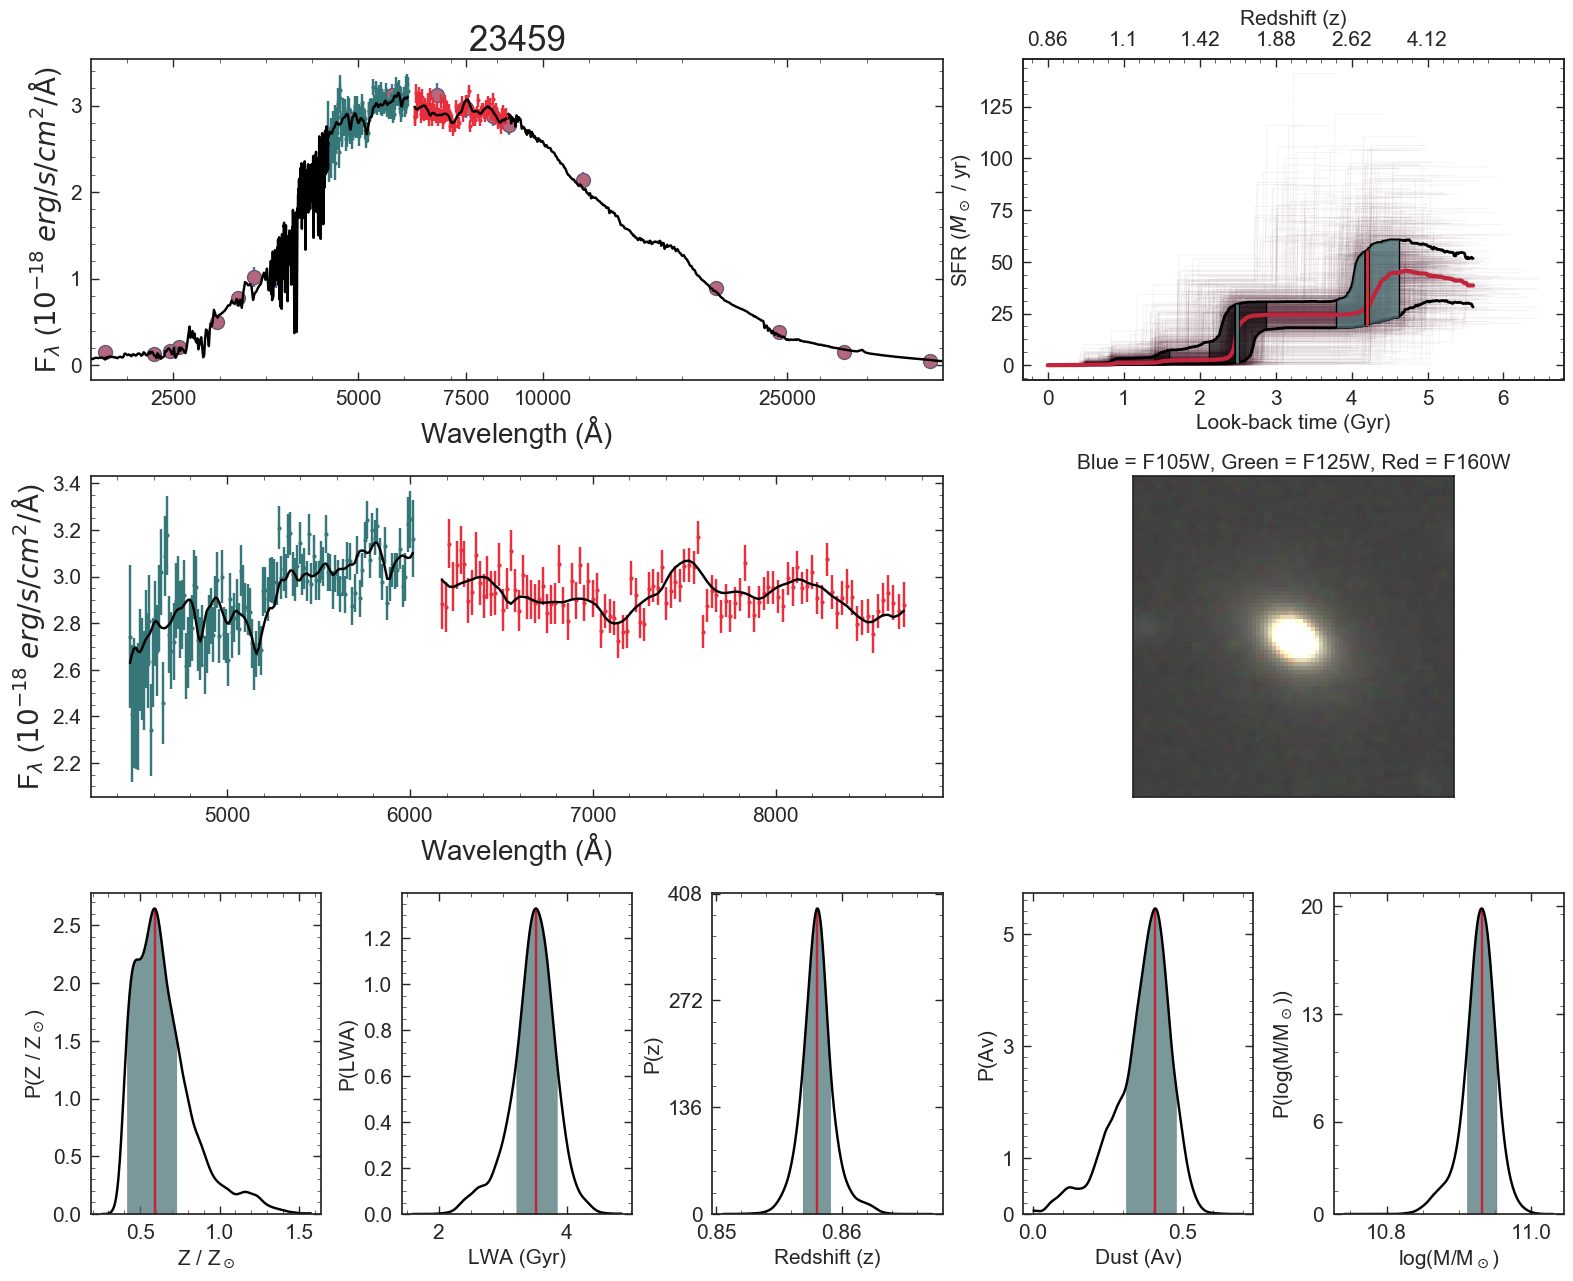 23459
F_λ (10^−18 erg/s/cm^2/Å)
3
2
1
0
2500 5000 7500 10000 25000
Wavelength (Å)
Redshift (z)
0.86 1.1 1.42 1.88 2.62 4.12
SFR (M_⊙ / yr)
125
100
75
50
25
0
0 1 2 3 4 5 6
Look-back time (Gyr)
F_λ (10^−18 erg/s/cm^2/Å)
3.4
3.2
3.0
2.8
2.6
2.4
2.2
5000 6000 7000 8000
Wavelength (Å)
Blue = F105W, Green = F125W, Red = F160W
P(Z / Z_⊙)
2.5
2.0
1.5
1.0
0.5
0.0
0.5 1.0 1.5
Z / Z_⊙
P(LWA)
1.2
1.0
0.8
0.6
0.4
0.2
0.0
2 4
LWA (Gyr)
P(z)
408
272
136
0
0.85 0.86
Redshift (z)
P(Av)
5
3
1
0
0.0 0.5
Dust (Av)
P(log(M/M_⊙))
20
13
6
0
10.8 11.0
log(M/M_⊙)